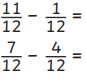 11/12 − 1/12 =
7/12 − 4/12 =